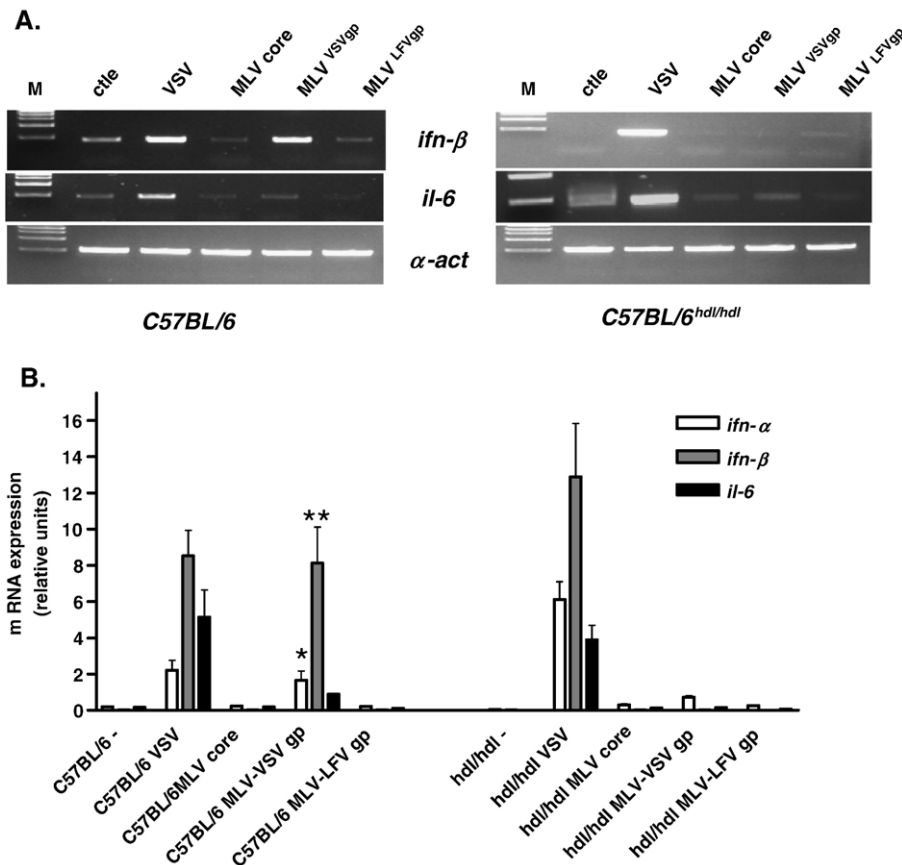 A.
M ctle VSV MLV core MLV VSVgp MLV LFVgp
M ctle VSV MLV core MLV VSVgp MLV LFVgp
ifn-β
il-6
α-act
C57BL/6
C57BL/6hdl/hdl
B.
m RNA expression
(relative units)
16
14
12
10
8
6
4
2
0
ifn-α
ifn-β
il-6
**
*
C57BL/6 -
C57BL/6 VSV
C57BL/6MLV core
C57BL/6 MLV-VSV gp
C57BL/6 MLV-LFV gp
hdl/hdl -
hdl/hdl VSV
hdl/hdl MLV core
hdl/hdl MLV-VSV gp
hdl/hdl MLV-LFV gp